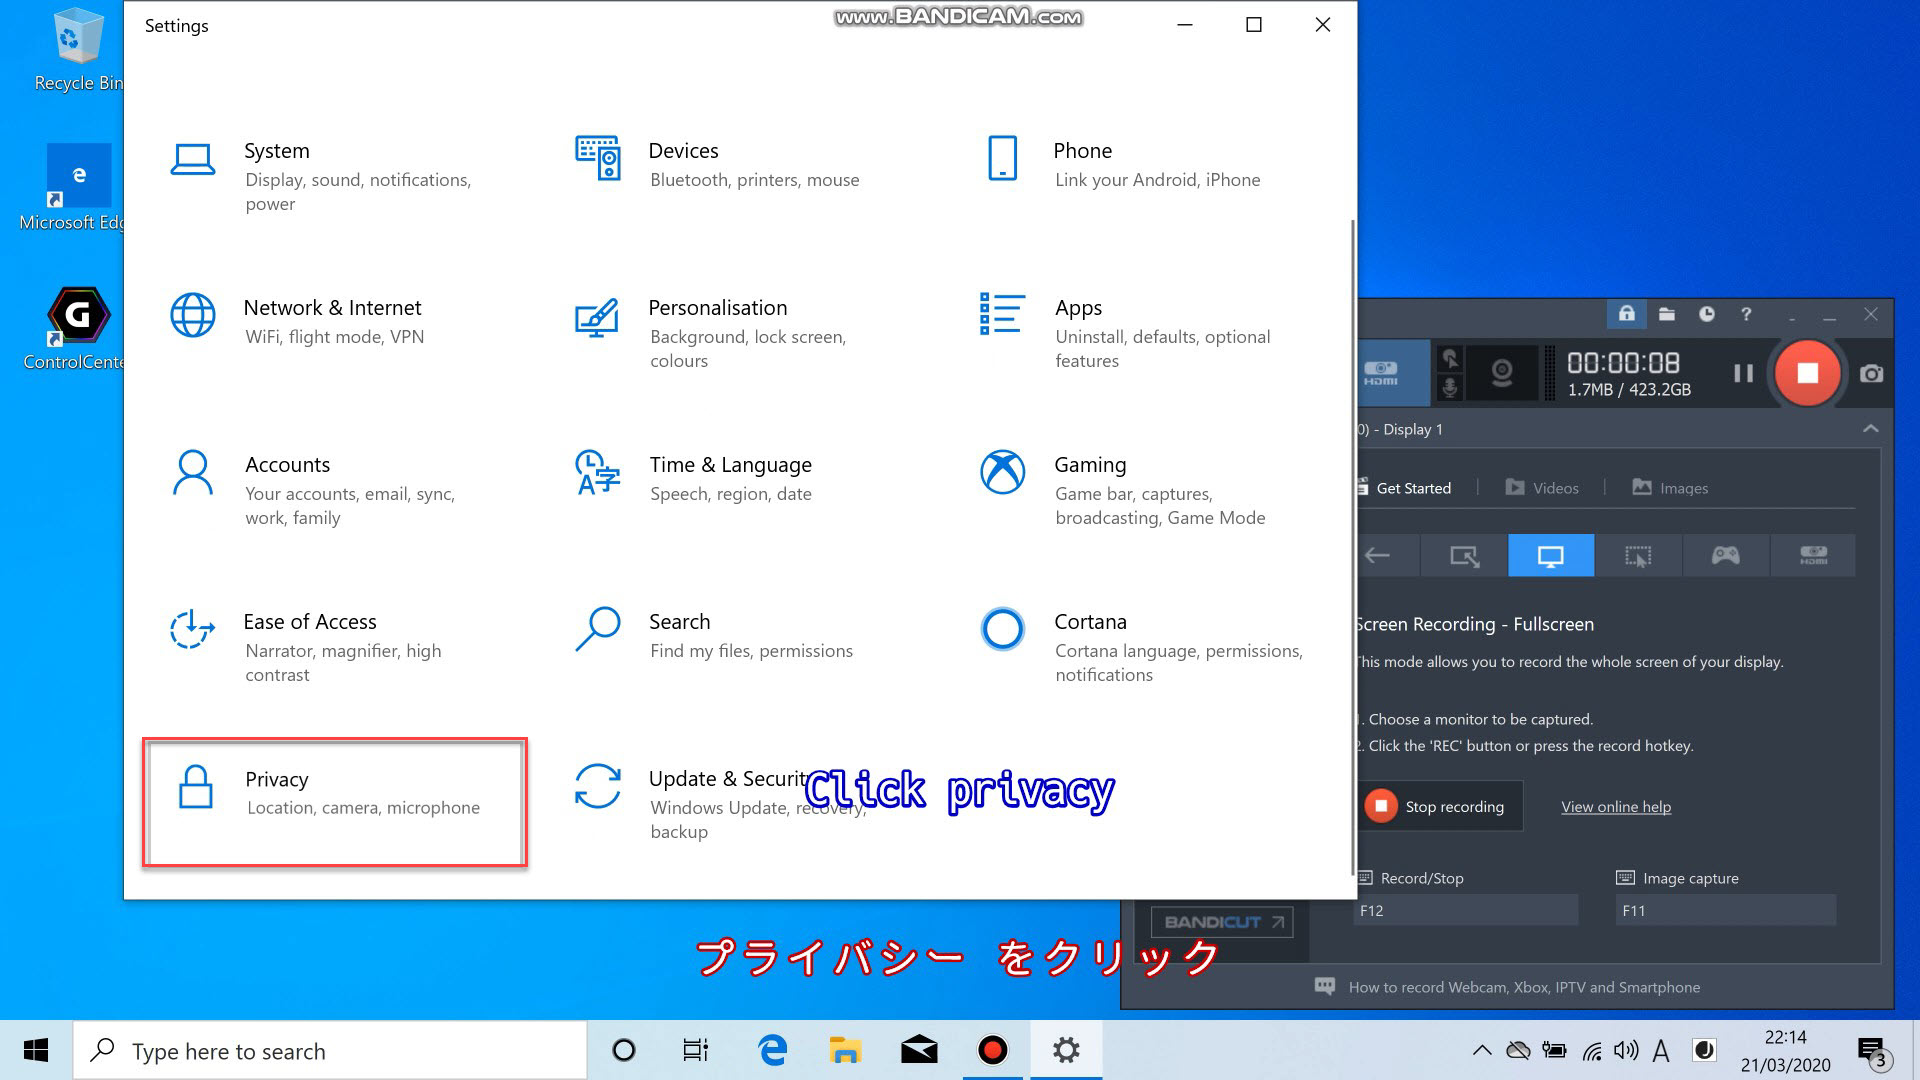 Recycle Bin
Microsoft Edg
G
ControlCente
Settings
www.BANDICAM.com
System
Display, sound, notifications,
power
Devices
Bluetooth, printers, mouse
Phone
Link your Android, iPhone
Network & Internet
WiFi, flight mode, VPN
Personalisation
Background, lock screen,
colours
Apps
Uninstall, defaults, optional
features
Accounts
Your accounts, email, sync,
work, family
Time & Language
Speech, region, date
Gaming
Game bar, captures,
broadcasting, Game Mode
Ease of Access
Narrator, magnifier, high
contrast
Search
Find my files, permissions
Cortana
Cortana language, permissions,
notifications
Privacy
Location, camera, microphone
Update & Security
Windows Update, recovery,
backup
Click privacy
プライバシー をクリック
HDMI
00:00:08
1.7MB / 423.2GB
0) - Display 1
Get Started
Videos
Images
HDMI
Screen Recording - Fullscreen
This mode allows you to record the whole screen of your display.
1. Choose a monitor to be captured.
2. Click the 'REC' button or press the record hotkey.
Stop recording
View online help
Record/Stop
Image capture
F12
F11
BANDICUT
How to record Webcam, Xbox, IPTV and Smartphone
Type here to search
A
22:14
21/03/2020
3